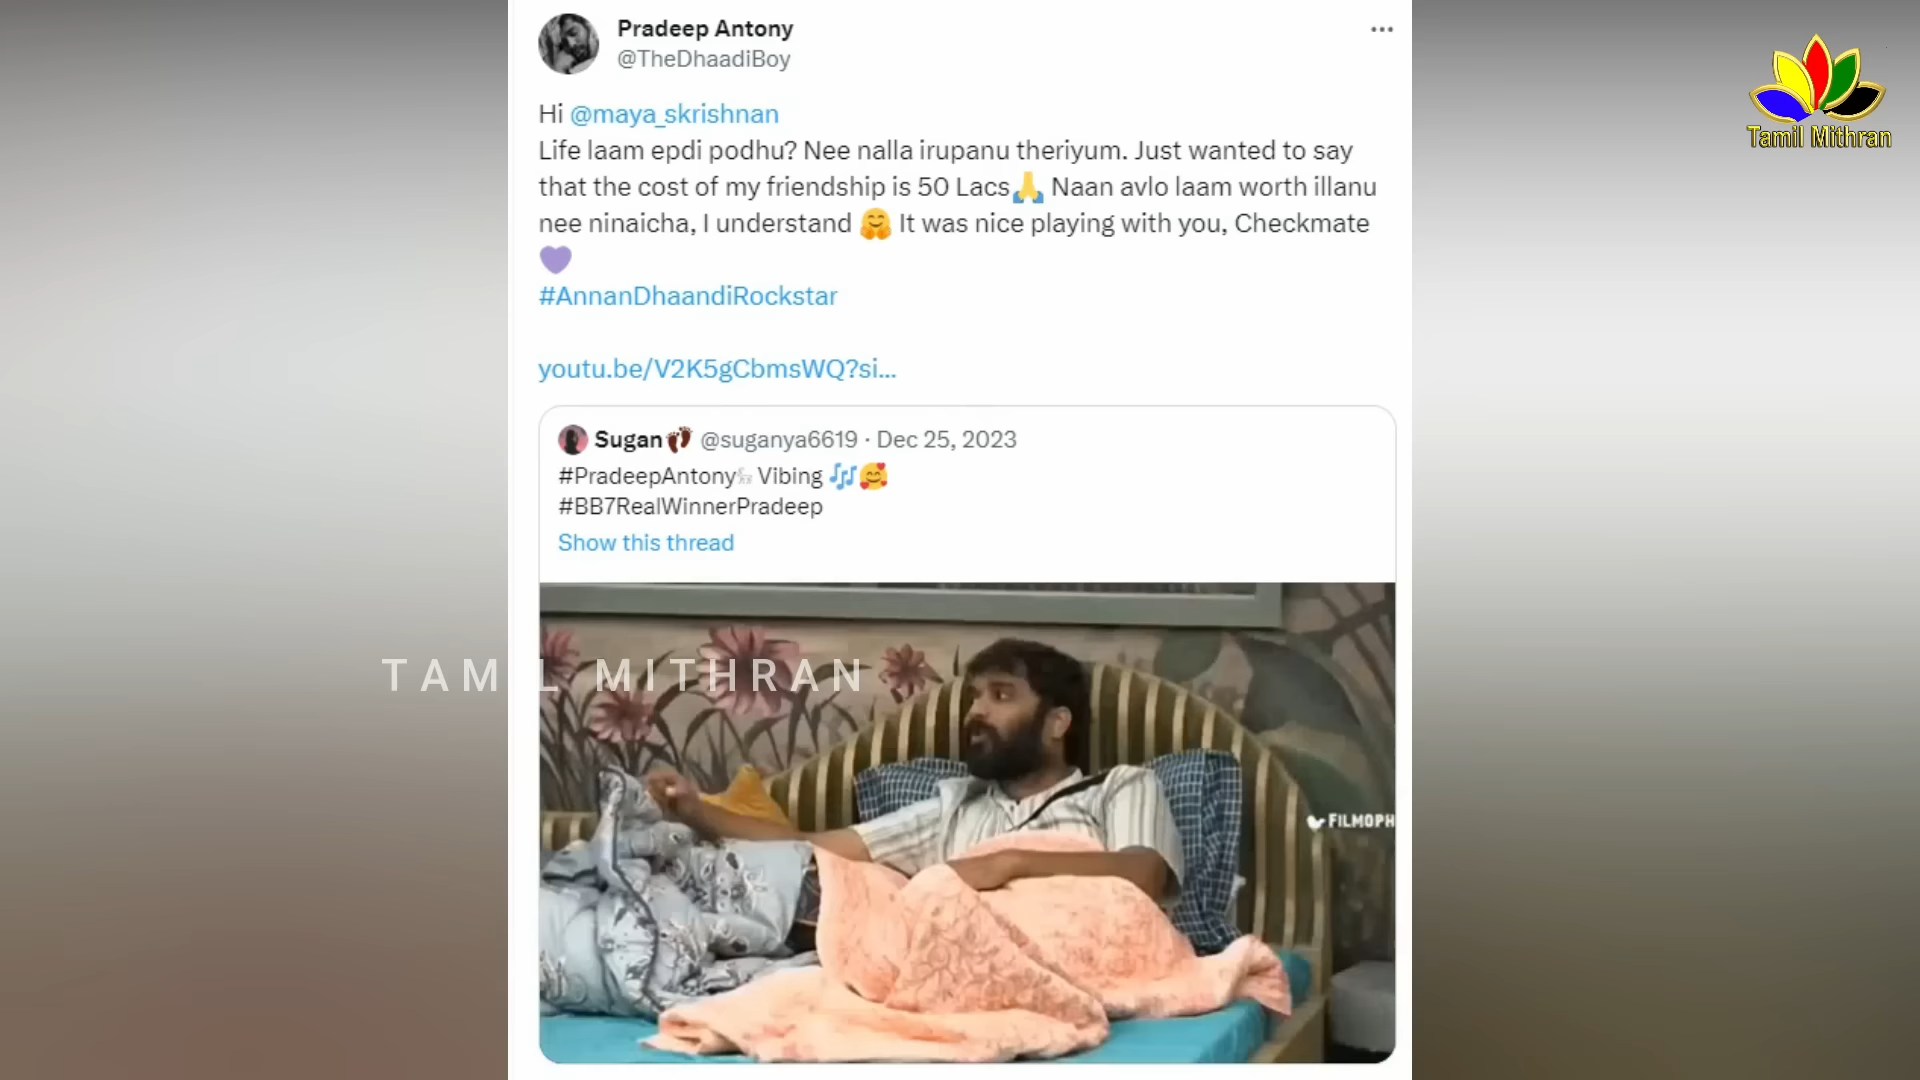 Pradeep Antony
@TheDhaadiBoy
Hi @maya_skrishnan
Life laam epdi podhu? Nee nalla irupanu theriyum. Just wanted to say
that the cost of my friendship is 50 Lacs🙏 Naan avlo laam worth illanu
nee ninaicha, I understand 🤗 It was nice playing with you, Checkmate
💜
#AnnanDhaandiRockstar
youtu.be/V2K5gCbmsWQ?si...
Sugan👣 @suganya6619 · Dec 25, 2023
#PradeepAntony Vibing 🎶🥰
#BB7RealWinnerPradeep
Show this thread
TAMIL MITHRAN
FILMOPH
Tamil Mithran